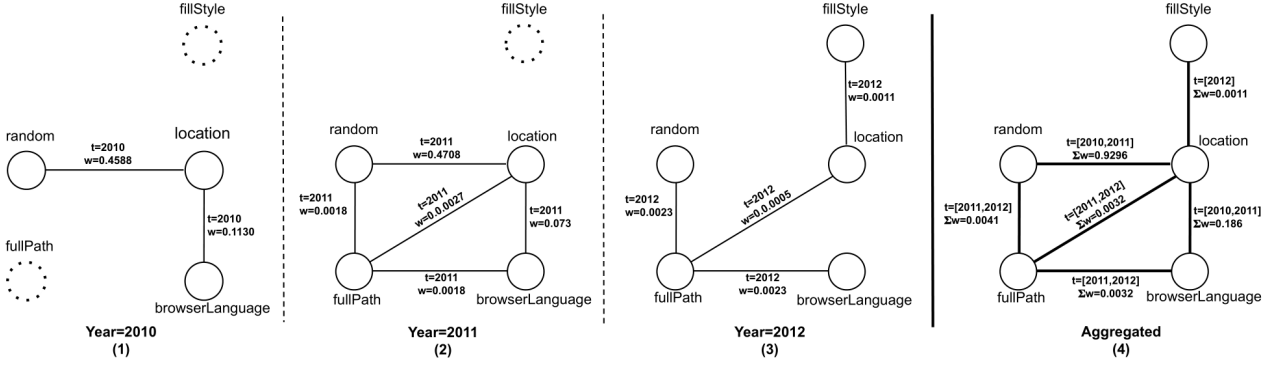 fillStyle
random
location
t=2010
w=0.4588
t=2010
w=0.1130
fullPath
browserLanguage
Year=2010
(1)
fillStyle
random
location
t=2011
w=0.4708
t=2011
w=0.0018
t=2011
w=0.0.0027
t=2011
w=0.073
t=2011
w=0.0018
fullPath
browserLanguage
Year=2011
(2)
fillStyle
t=2012
w=0.0011
random
location
t=2012
w=0.0023
t=2012
w=0.0.0005
t=2012
w=0.0023
fullPath
browserLanguage
Year=2012
(3)
fillStyle
t=[2012]
Σw=0.0011
random
location
t=[2010,2011]
Σw=0.9296
t=[2011,2012]
Σw=0.0041
t=[2011,2012]
Σw=0.0032
t=[2010,2011]
Σw=0.186
t=[2011,2012]
Σw=0.0032
fullPath
browserLanguage
Aggregated
(4)